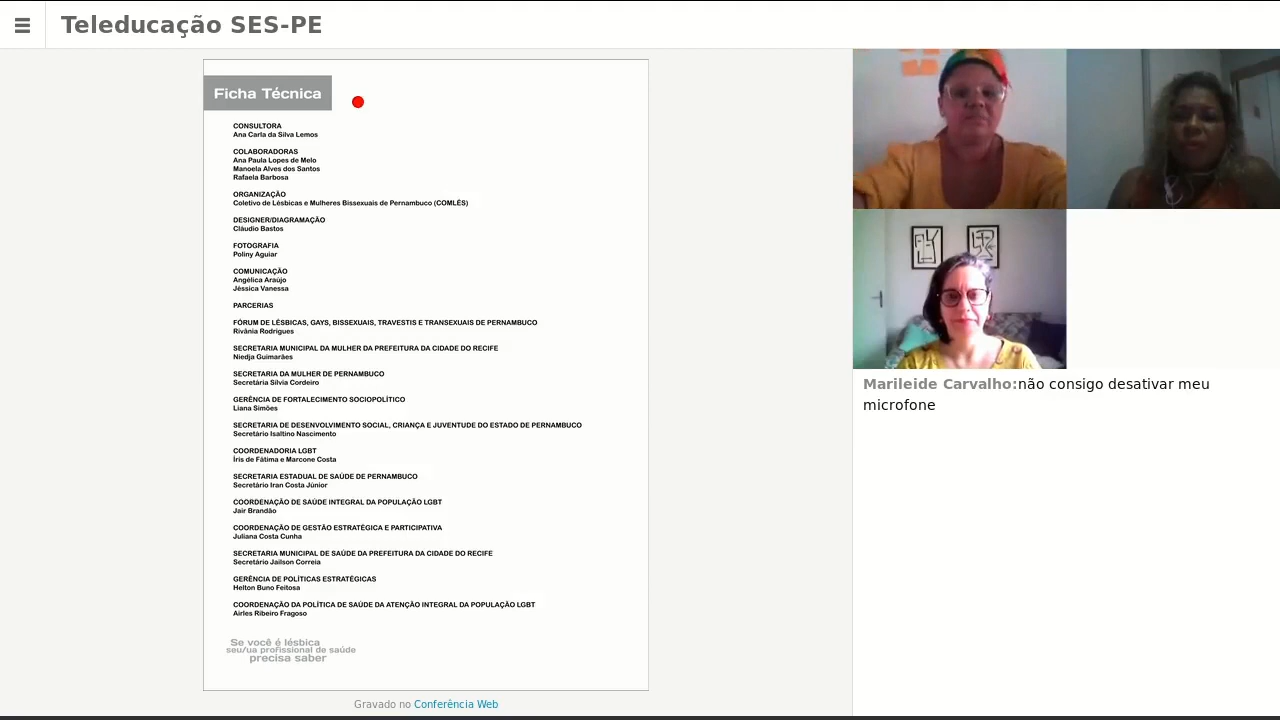 Teleducação SES-PE
Ficha Técnica
CONSULTORA
Ana Carla da Silva Lemos
COLABORADORAS
Ana Paula Lopes de Melo
Manoela Alves dos Santos
Rafaela Barbosa
ORGANIZAÇÃO
Coletivo de Lésbicas e Mulheres Bissexuais de Pernambuco (COMLÉS)
DESIGNER/DIAGRAMAÇÃO
Cláudio Bastos
FOTOGRAFIA
Poliny Aguiar
COMUNICAÇÃO
Angélica Araújo
Jéssica Vanessa
PARCERIAS
FÓRUM DE LÉSBICAS, GAYS, BISSEXUAIS, TRAVESTIS E TRANSEXUAIS DE PERNAMBUCO
Rivânia Rodrigues
SECRETARIA MUNICIPAL DA MULHER DA PREFEITURA DA CIDADE DO RECIFE
Niedja Guimarães
SECRETARIA DA MULHER DE PERNAMBUCO
Secretária Silvia Cordeiro
GERÊNCIA DE FORTALECIMENTO SOCIOPOLÍTICO
Liana Simões
SECRETARIA DE DESENVOLVIMENTO SOCIAL, CRIANÇA E JUVENTUDE DO ESTADO DE PERNAMBUCO
Secretário Isaltino Nascimento
COORDENADORIA LGBT
Íris de Fátima e Marcone Costa
SECRETARIA ESTADUAL DE SAÚDE DE PERNAMBUCO
Secretário Iran Costa Júnior
COORDENAÇÃO DE SAÚDE INTEGRAL DA POPULAÇÃO LGBT
Jair Brandão
COORDENAÇÃO DE GESTÃO ESTRATÉGICA E PARTICIPATIVA
Juliana Costa Cunha
SECRETARIA MUNICIPAL DE SAÚDE DA PREFEITURA DA CIDADE DO RECIFE
Secretário Jailson Correia
GERÊNCIA DE POLÍTICAS ESTRATÉGICAS
Helton Buno Feitosa
COORDENAÇÃO DA POLÍTICA DE SAÚDE DA ATENÇÃO INTEGRAL DA POPULAÇÃO LGBT
Airles Ribeiro Fragoso
Se você é lésbica
seu/ua profissional de saúde
precisa saber
Gravado no Conferência Web
Marileide Carvalho:não consigo desativar meu
microfone